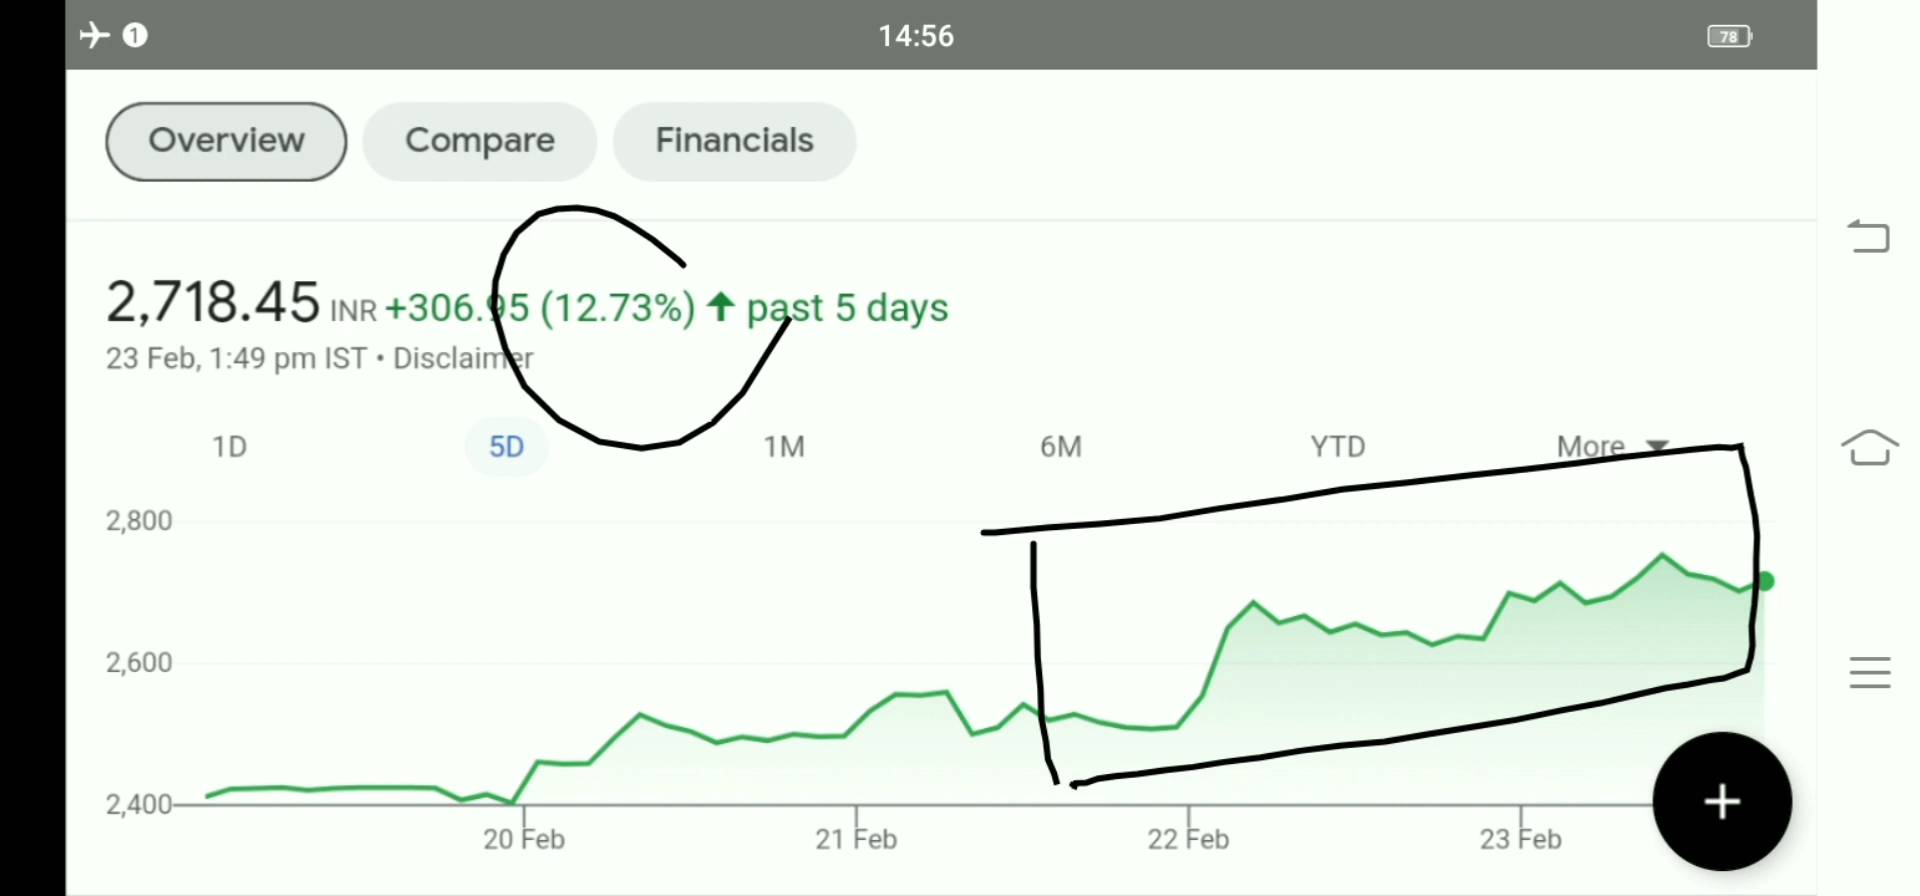 1 14:56 78
Overview Compare Financials
2,718.45 INR +306.95 (12.73%) ↑ past 5 days
23 Feb, 1:49 pm IST • Disclaimer
1D 5D 1M 6M YTD More
2,800
2,600
2,400
20 Feb 21 Feb 22 Feb 23 Feb
+